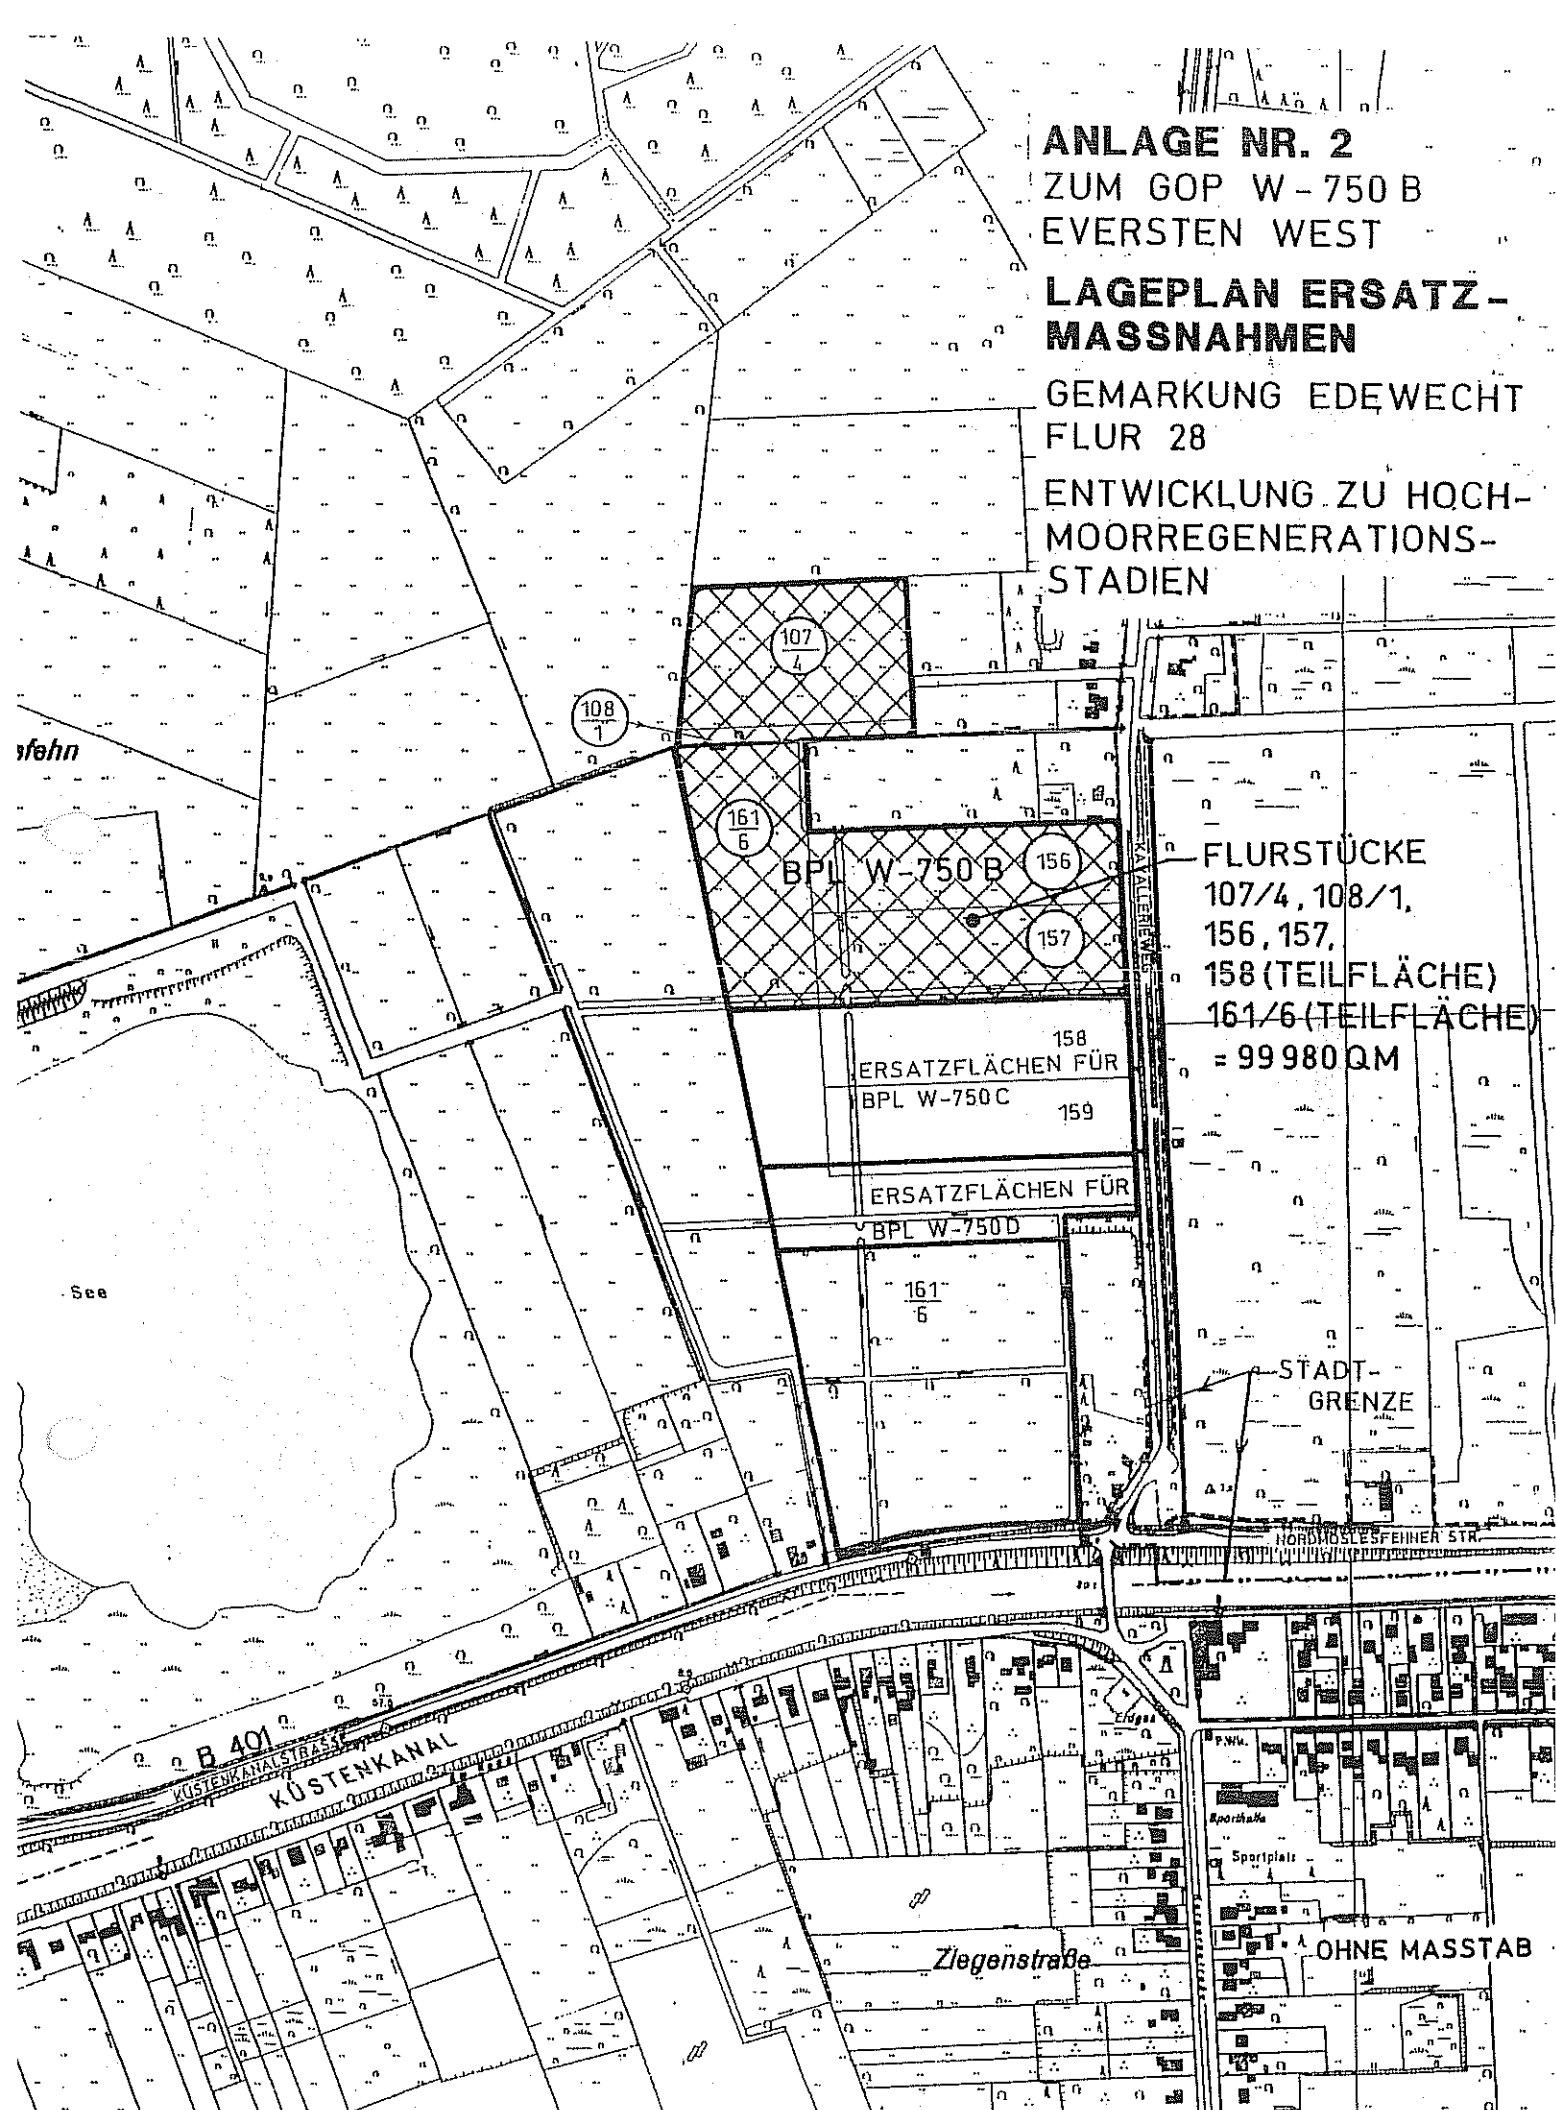 ANLAGE NR. 2
ZUM GOP W - 750 B
EVERSTEN WEST
LAGEPLAN ERSATZ-
MASSNAHMEN
GEMARKUNG EDEWECHT
FLUR 28
ENTWICKLUNG ZU HOCH-
MOORREGENERATIONS-
STADIEN
107
4
108
1
161
6
BPL W-750 B
156
157
KAVALLERIEWEG
FLURSTÜCKE
107/4, 108/1,
156, 157,
158 (TEILFLÄCHE)
161/6 (TEILFLÄCHE)
= 99 980 QM
158
ERSATZFLÄCHEN FÜR
BPL W-750 C
159
ERSATZFLÄCHEN FÜR
BPL W-750 D
161
6
See
STADT-
GRENZE
NORDMOSLESFEHNER STR.
B 401
KÜSTENKANALSTRASSE
KÜSTENKANAL
P.Wk.
Sporthalle
Sportplatz
Ziegenstraße
OHNE MASSTAB